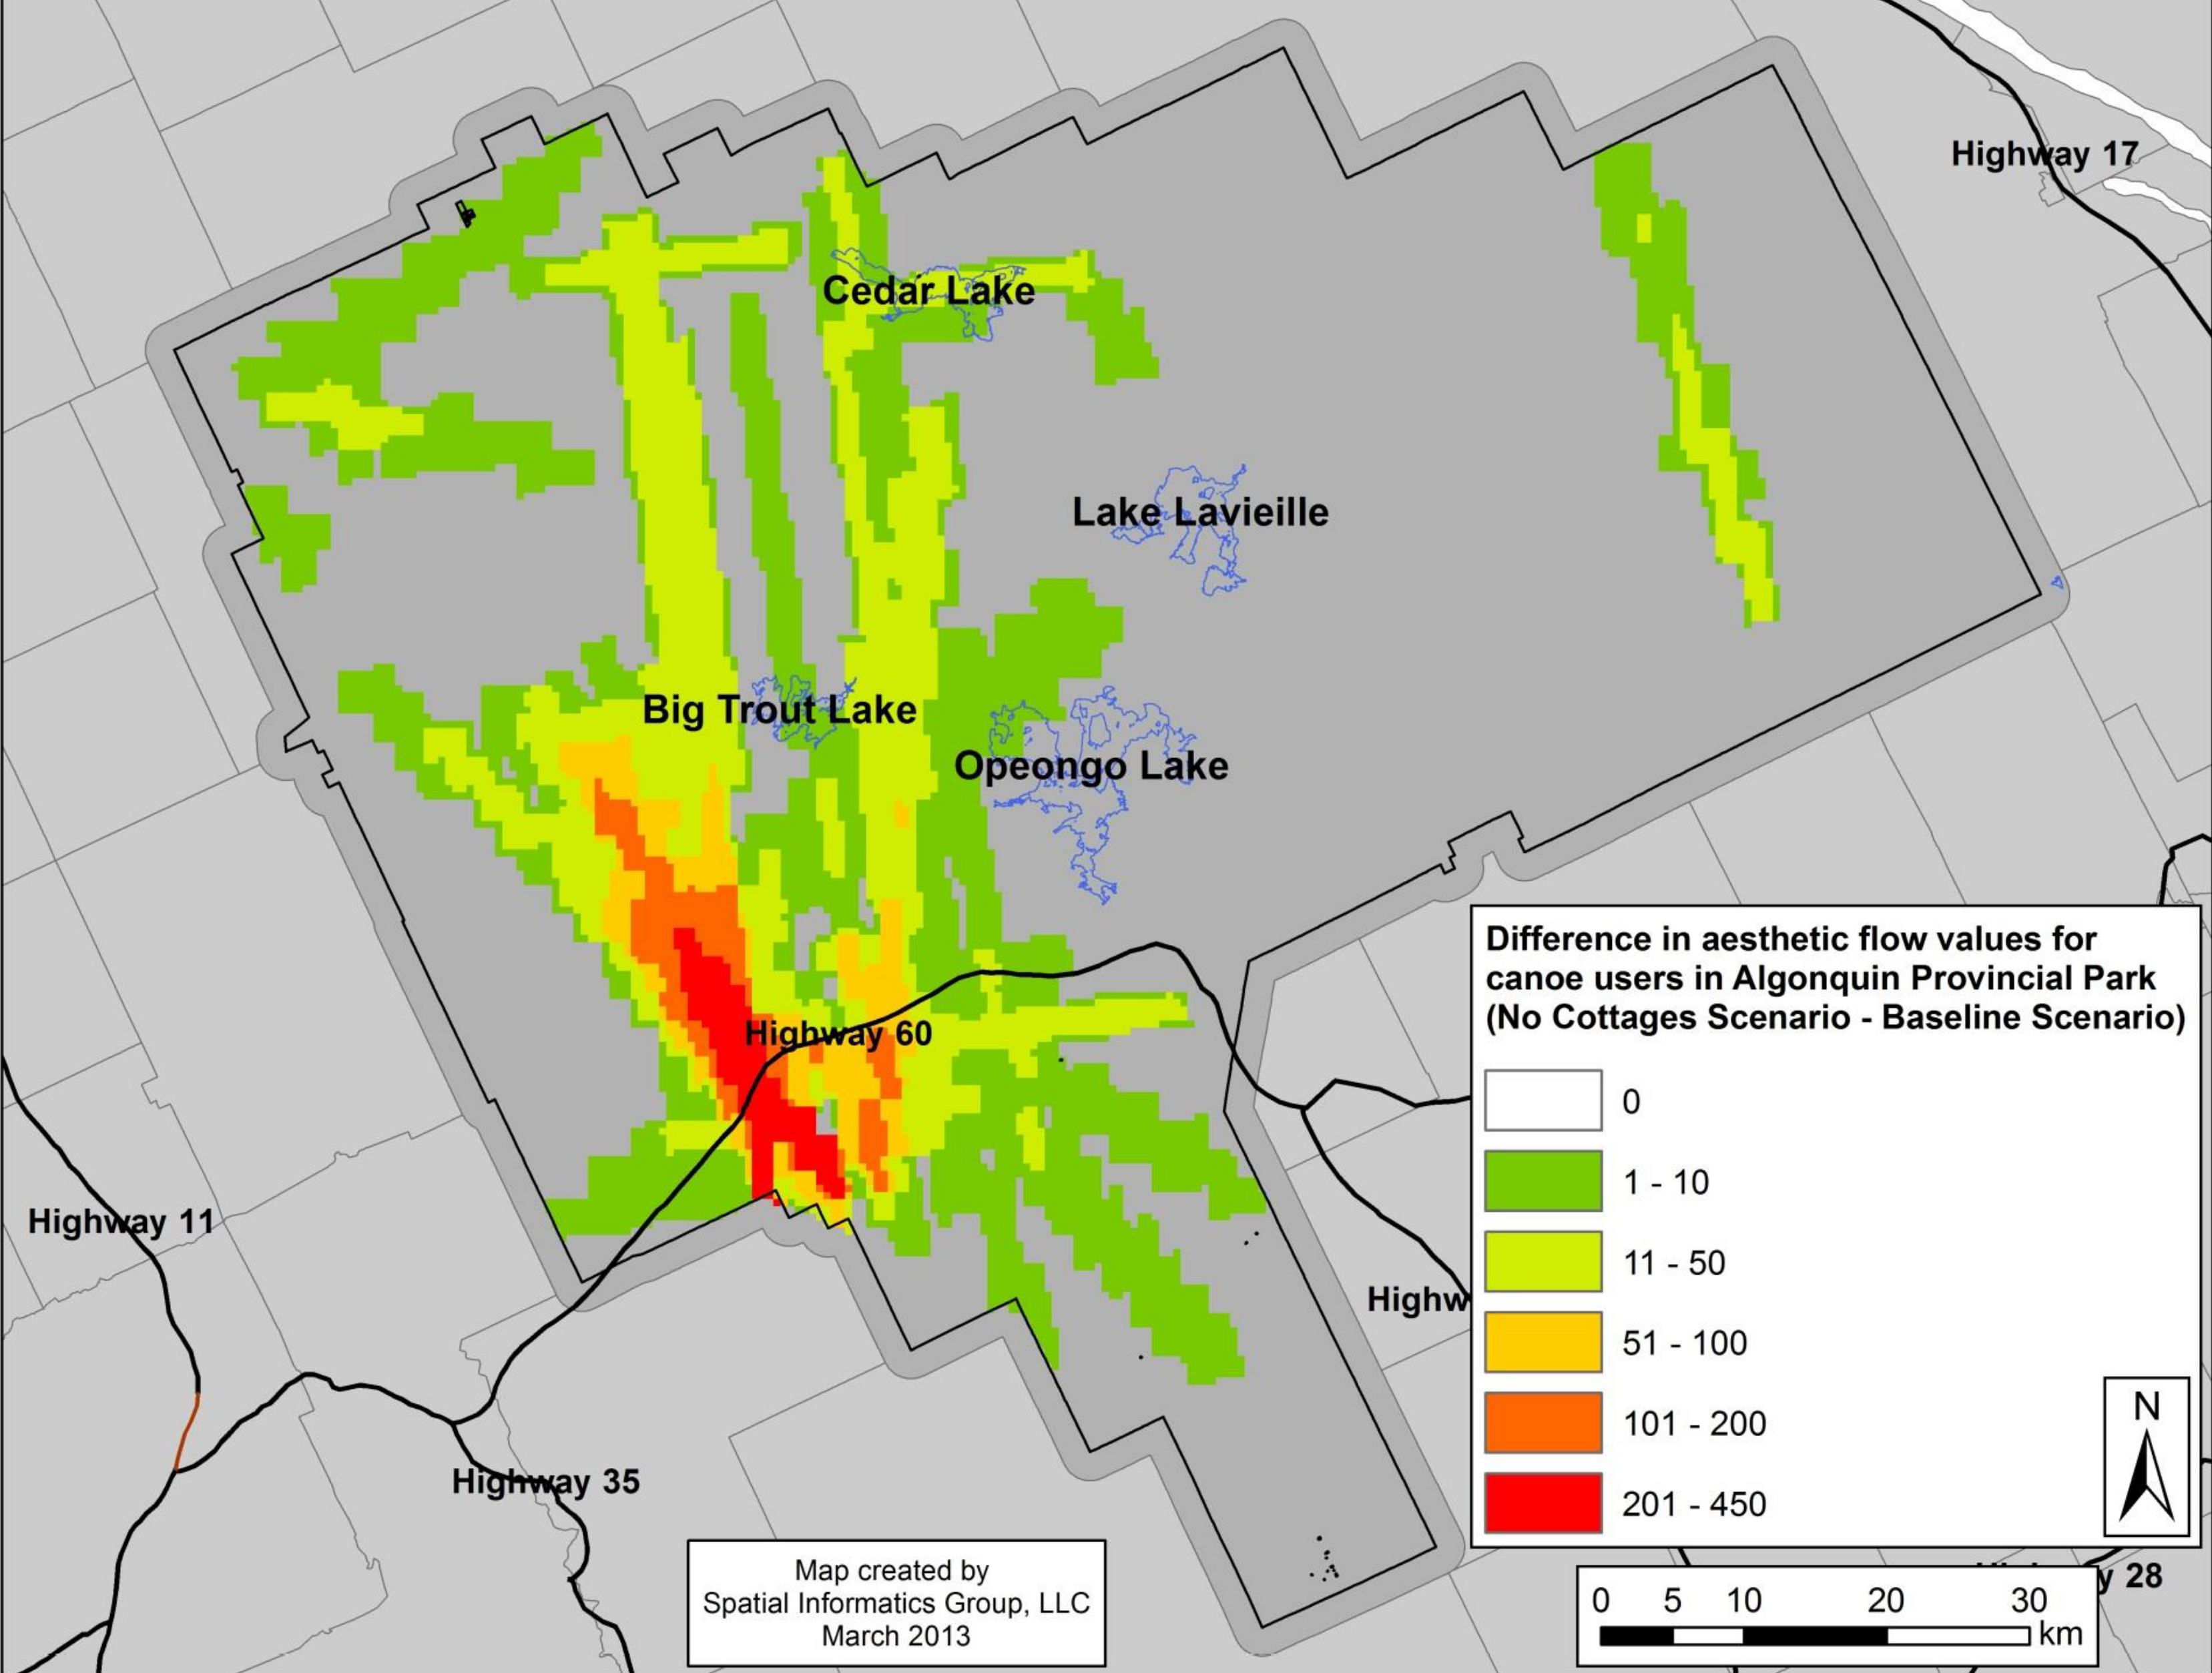 Highway 17
Cedar Lake
Lake Lavieille
Big Trout Lake
Opeongo Lake
Highway 60
Highway 11
Highw
Highway 35
Difference in aesthetic flow values for
canoe users in Algonquin Provincial Park
(No Cottages Scenario - Baseline Scenario)
0
1 - 10
11 - 50
51 - 100
101 - 200
201 - 450
N
Map created by
Spatial Informatics Group, LLC
March 2013
y 28
0 5 10 20 30
km